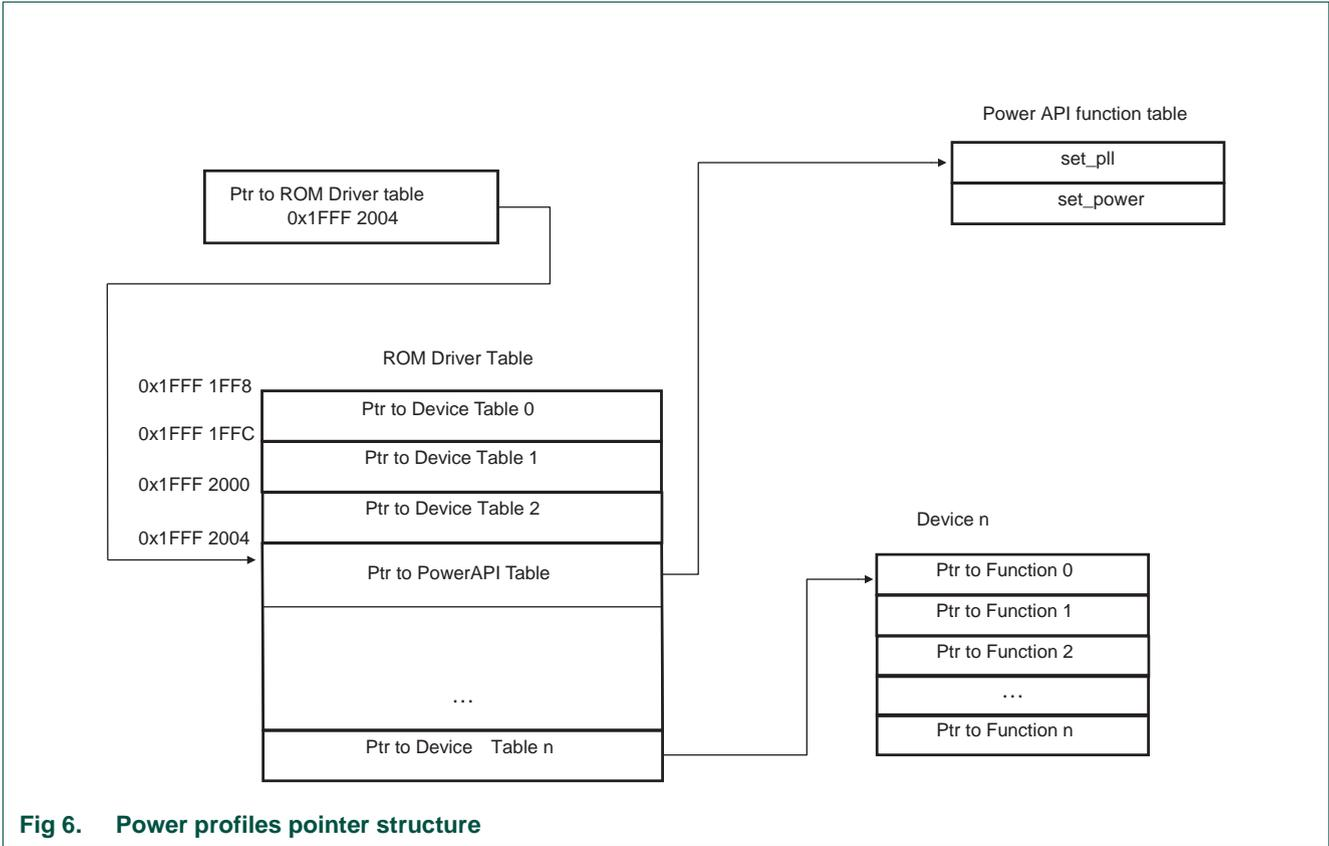 Power API function table
set_pll
set_power
Ptr to ROM Driver table
0x1FFF 2004
ROM Driver Table
0x1FFF 1FF8
Ptr to Device Table 0
0x1FFF 1FFC
Ptr to Device Table 1
0x1FFF 2000
Ptr to Device Table 2
0x1FFF 2004
Ptr to PowerAPI Table
…
Ptr to Device Table n
Device n
Ptr to Function 0
Ptr to Function 1
Ptr to Function 2
…
Ptr to Function n
Fig 6. Power profiles pointer structure